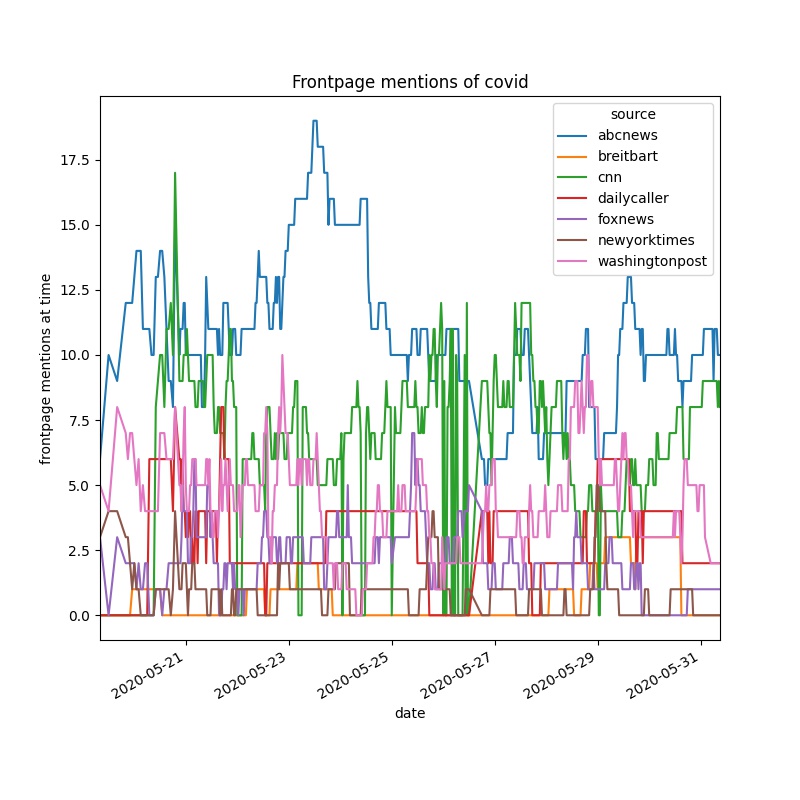 Frontpage mentions of covid
source
abcnews
breitbart
cnn
dailycaller
foxnews
newyorktimes
washingtonpost
frontpage mentions at time
17.5
15.0
12.5
10.0
7.5
5.0
2.5
0.0
2020-05-21
2020-05-23
2020-05-25
2020-05-27
2020-05-29
2020-05-31
date